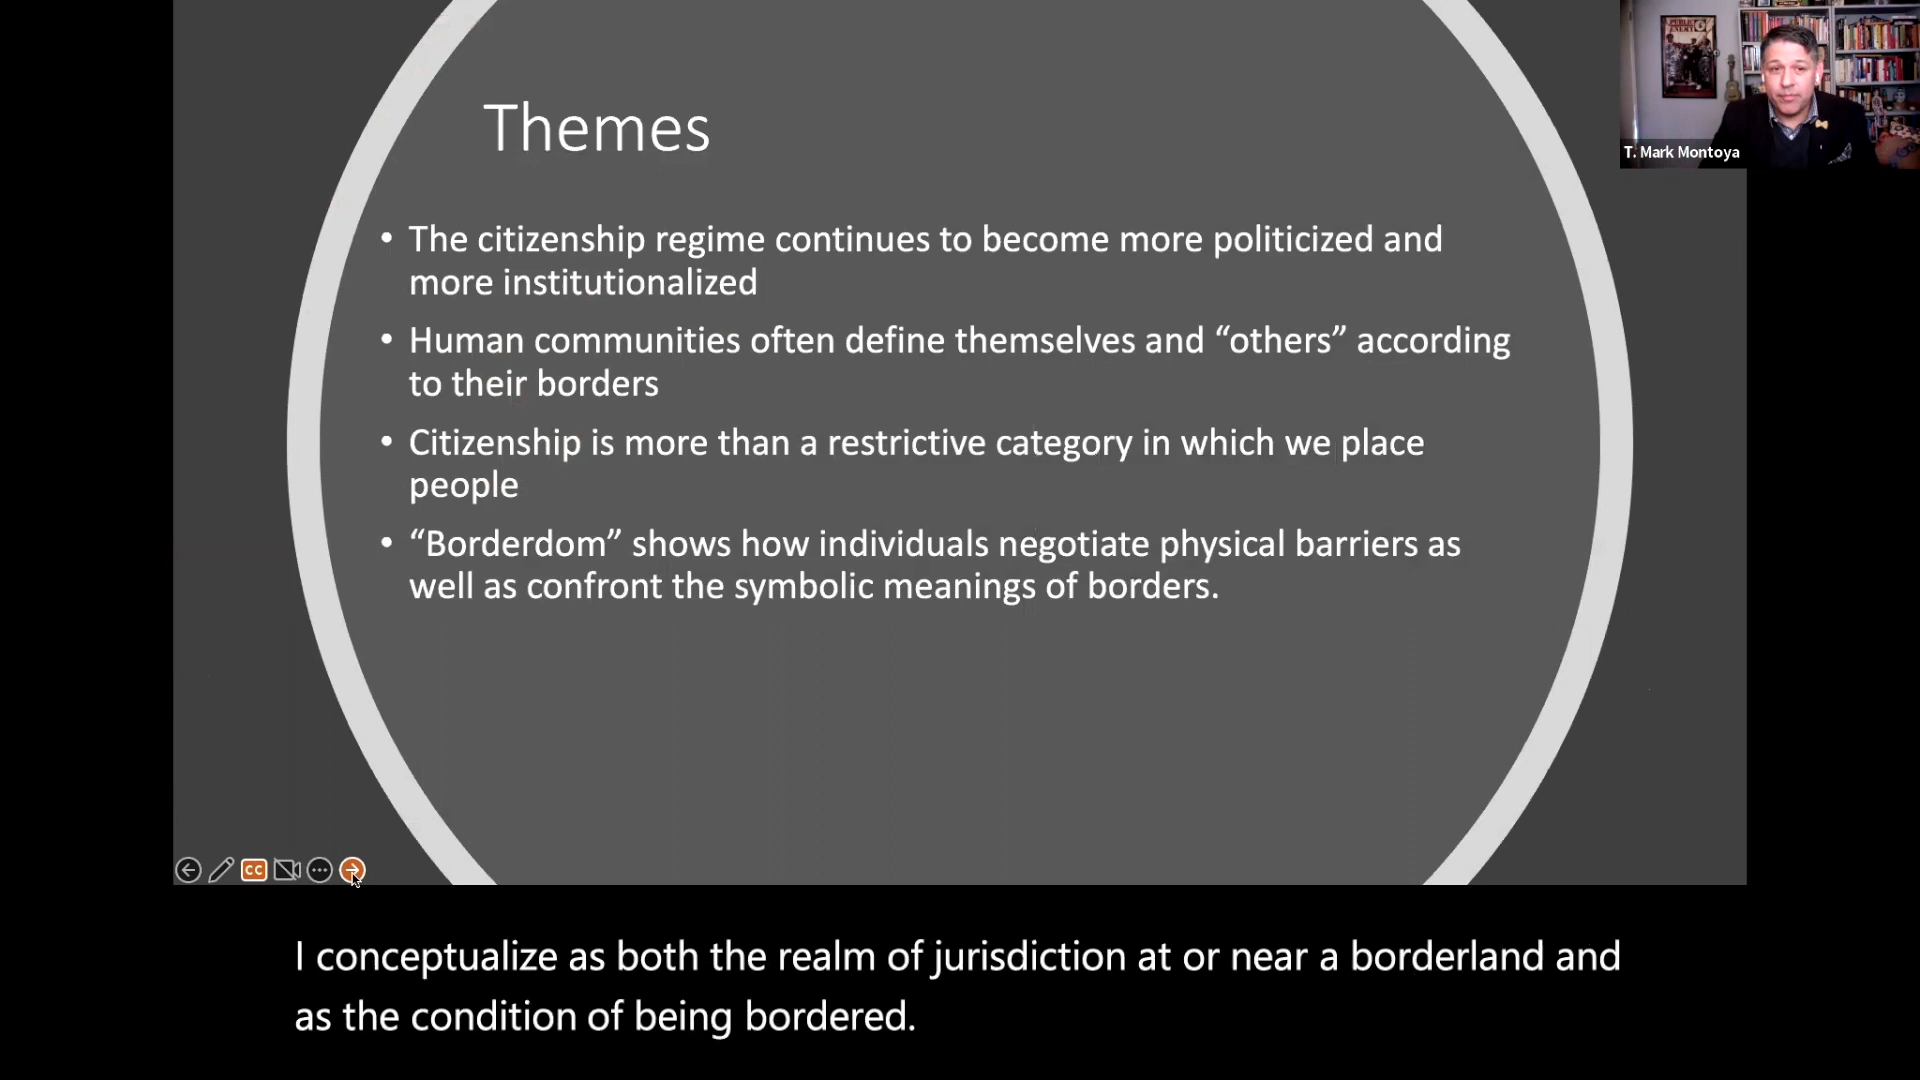 Themes
• The citizenship regime continues to become more politicized and
more institutionalized
• Human communities often define themselves and “others” according
to their borders
• Citizenship is more than a restrictive category in which we place
people
• “Borderdom” shows how individuals negotiate physical barriers as
well as confront the symbolic meanings of borders.
PUBLIC
ENEMY
T. Mark Montoya
CC
I conceptualize as both the realm of jurisdiction at or near a borderland and
as the condition of being bordered.